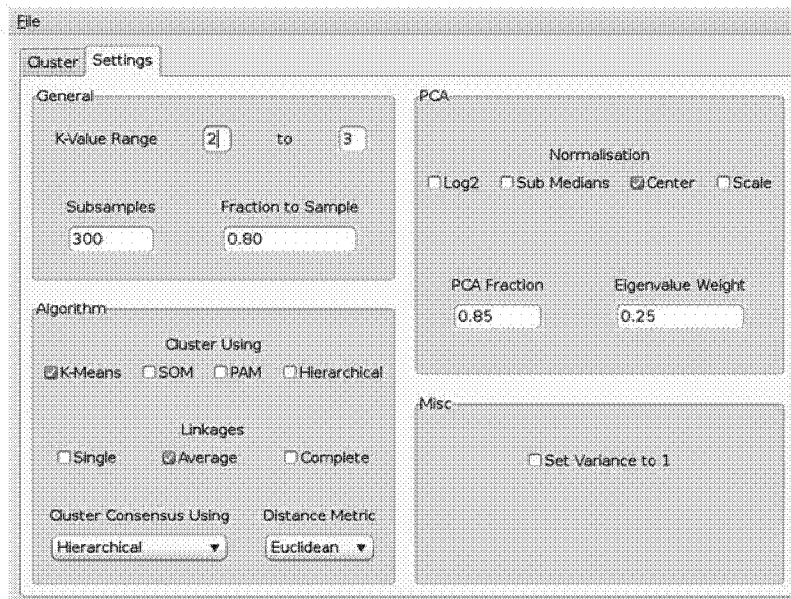 File
Cluster Settings
General
K-Value Range 2 to 3
Subsamples Fraction to Sample
300 0.80
Algorithm
Cluster Using
K-Means SOM PAM Hierarchical
Linkages
Single Average Complete
Cluster Consensus Using Distance Metric
Hierarchical Euclidean
PCA
Normalisation
Log2 Sub Medians Center Scale
PCA Fraction Eigenvalue Weight
0.85 0.25
Misc
Set Variance to 1